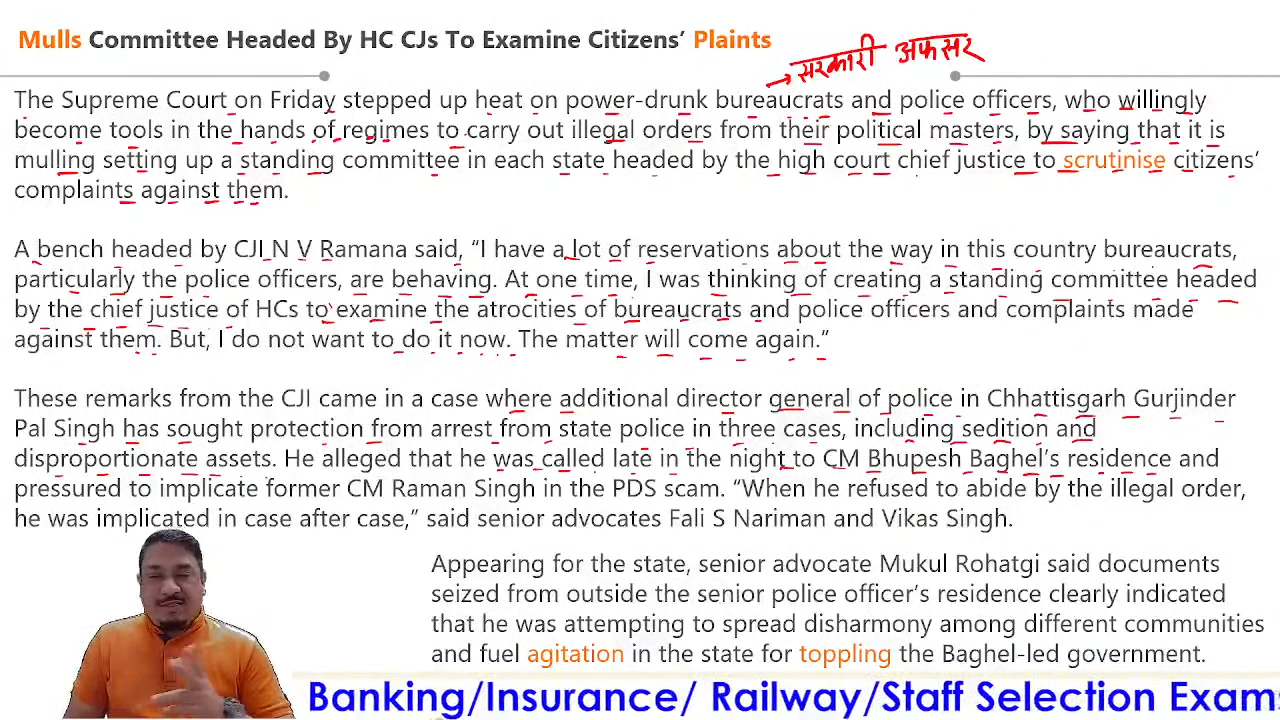 Mulls Committee Headed By HC CJs To Examine Citizens’ Plaints
सरकारी अफसर
The Supreme Court on Friday stepped up heat on power-drunk bureaucrats and police officers, who willingly
become tools in the hands of regimes to carry out illegal orders from their political masters, by saying that it is
mulling setting up a standing committee in each state headed by the high court chief justice to scrutinise citizens’
complaints against them.
A bench headed by CJI N V Ramana said, “I have a lot of reservations about the way in this country bureaucrats,
particularly the police officers, are behaving. At one time, I was thinking of creating a standing committee headed
by the chief justice of HCs to examine the atrocities of bureaucrats and police officers and complaints made
against them. But, I do not want to do it now. The matter will come again.”
These remarks from the CJI came in a case where additional director general of police in Chhattisgarh Gurjinder
Pal Singh has sought protection from arrest from state police in three cases, including sedition and
disproportionate assets. He alleged that he was called late in the night to CM Bhupesh Baghel’s residence and
pressured to implicate former CM Raman Singh in the PDS scam. “When he refused to abide by the illegal order,
he was implicated in case after case,” said senior advocates Fali S Nariman and Vikas Singh.
Appearing for the state, senior advocate Mukul Rohatgi said documents
seized from outside the senior police officer’s residence clearly indicated
that he was attempting to spread disharmony among different communities
and fuel agitation in the state for toppling the Baghel-led government.
Banking/Insurance/ Railway/Staff Selection Exams